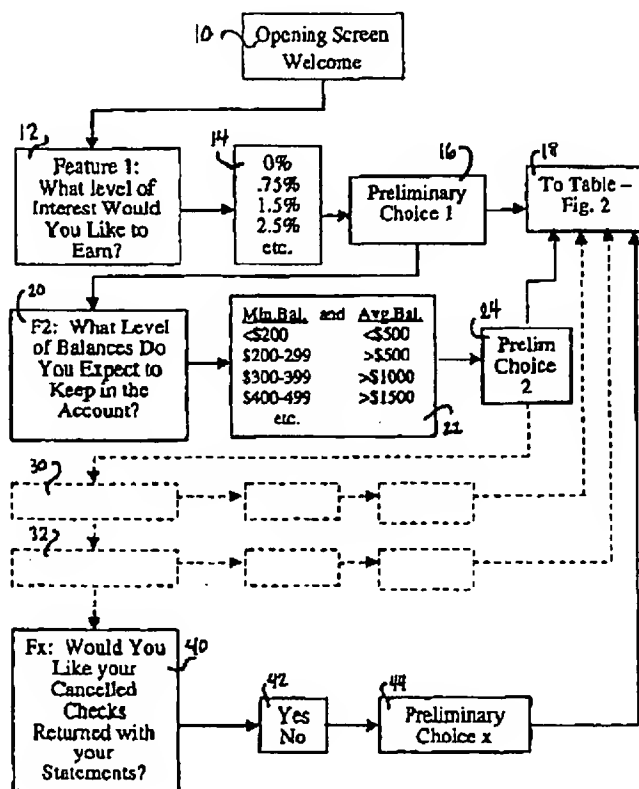 10
Opening Screen
Welcome
12
Feature 1:
What level of
Interest Would
You Like to
Earn?
14
0%
.75%
1.5%
2.5%
etc.
16
Preliminary
Choice 1
18
To Table –
Fig. 2
20
F2: What Level
of Balances Do
You Expect to
Keep in the
Account?
Min.Bal. and Avg.Bal.
<$200 <$500
$200-299 >$500
$300-399 >$1000
$400-499 >$1500
etc.
22
24
Prelim
Choice
2
30
32
Fx: Would You
Like your
Cancelled
Checks
Returned with
your
Statements?
40
42
Yes
No
44
Preliminary
Choice x